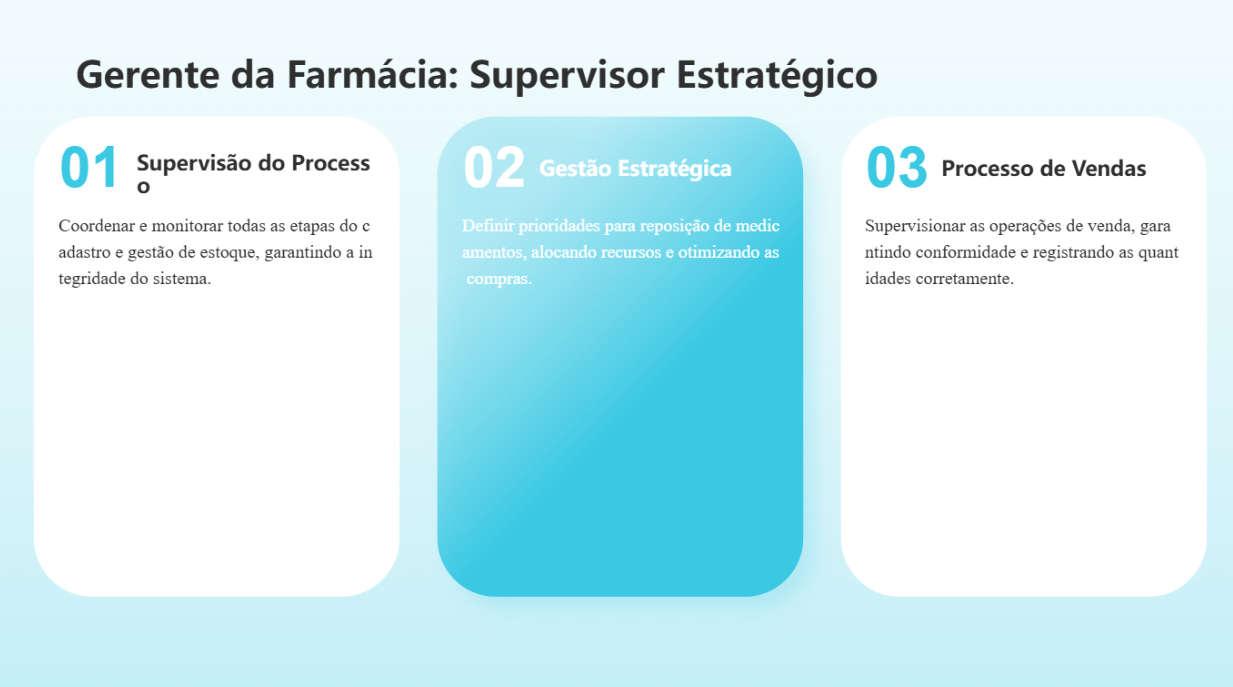 Gerente da Farmácia: Supervisor Estratégico
01 Supervisão do Process
o
Coordenar e monitorar todas as etapas do c
adastro e gestão de estoque, garantindo a in
tegridade do sistema.
02 Gestão Estratégica
Definir prioridades para reposição de medic
amentos, alocando recursos e otimizando as
compras.
03 Processo de Vendas
Supervisionar as operações de venda, gara
ntindo conformidade e registrando as quant
idades corretamente.